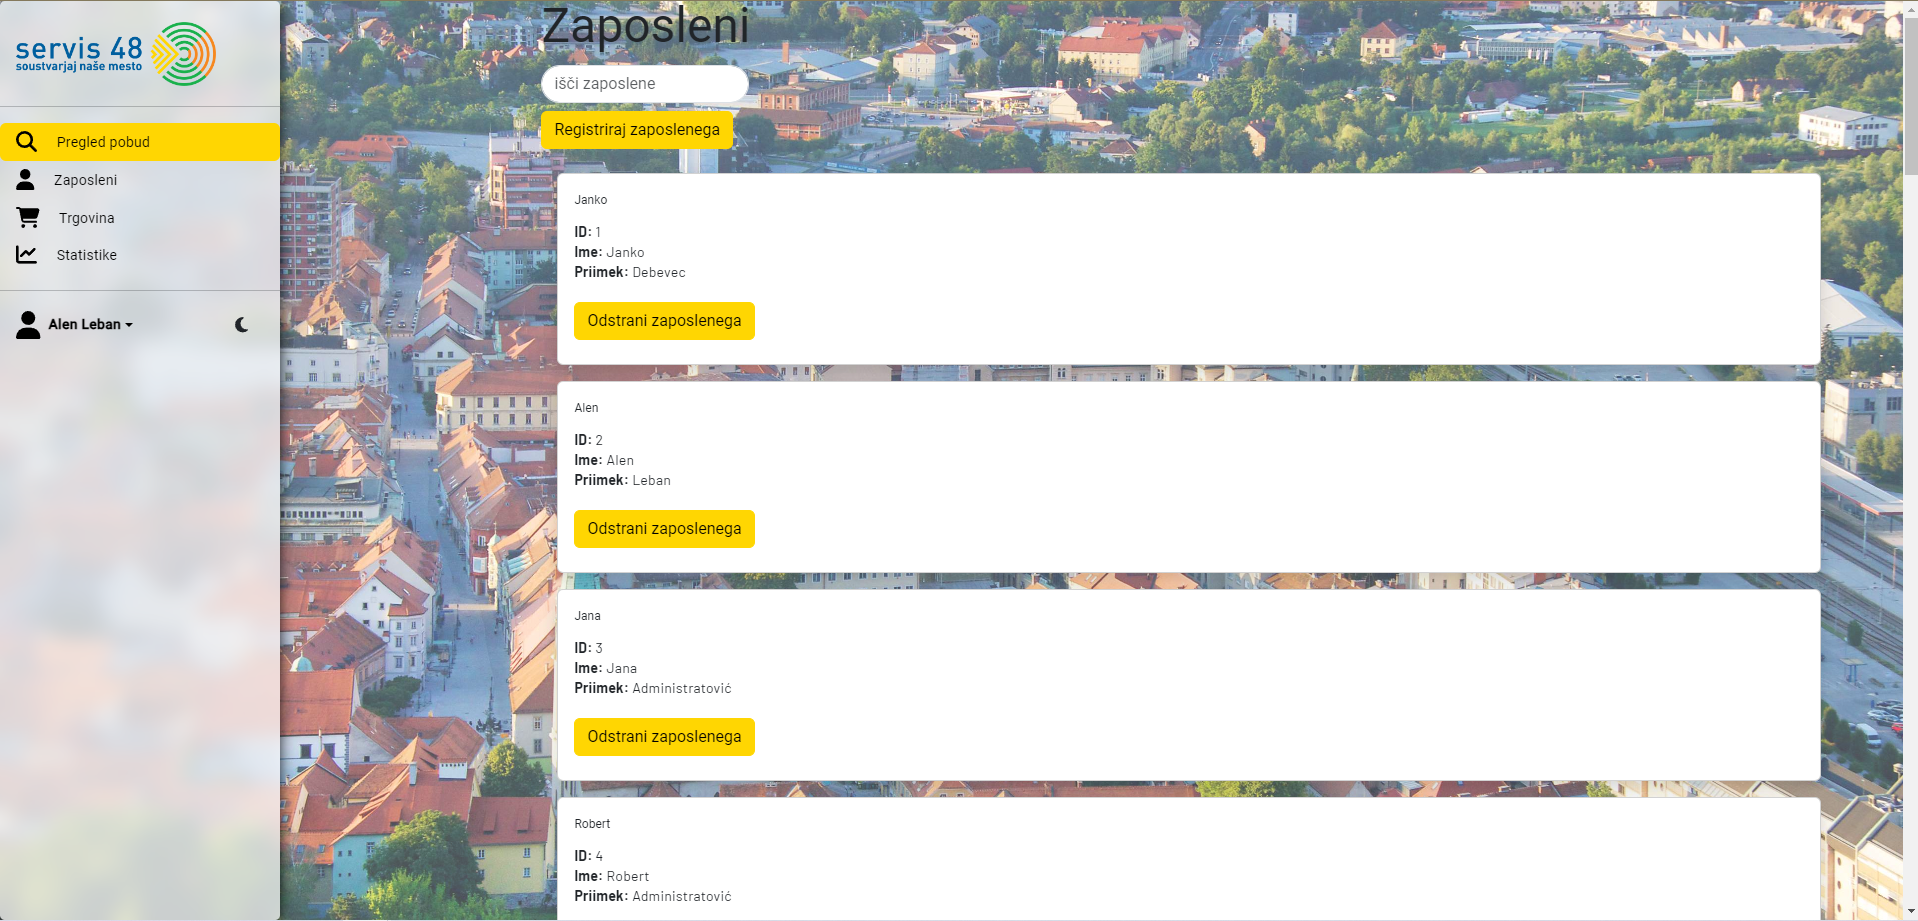 servis 48
soustvarjaj naše mesto
Pregled pobud
Zaposleni
Trgovina
Statistike
Alen Leban
Zaposleni
išči zaposlene
Registriraj zaposlenega
Janko
ID: 1
Ime: Janko
Priimek: Debevec
Odstrani zaposlenega
Alen
ID: 2
Ime: Alen
Priimek: Leban
Odstrani zaposlenega
Jana
ID: 3
Ime: Jana
Priimek: Administratović
Odstrani zaposlenega
Robert
ID: 4
Ime: Robert
Priimek: Administratović